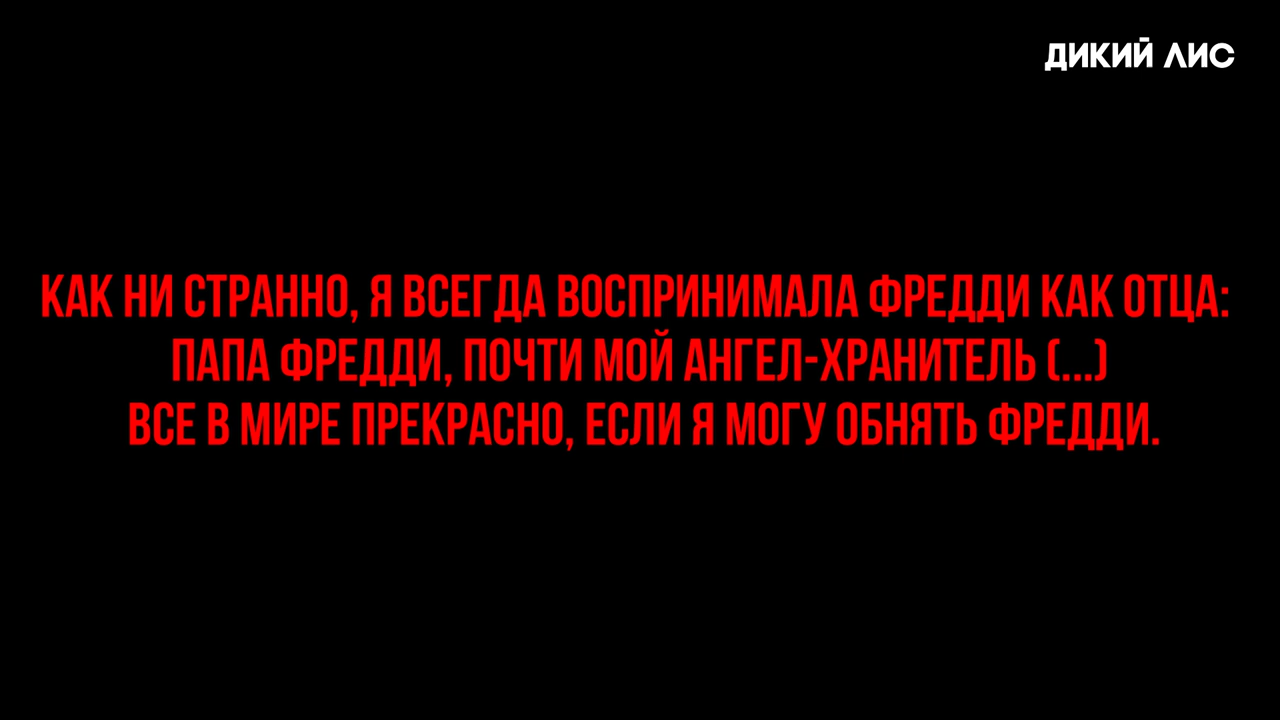 ДИКИЙ ЛИС
КАК НИ СТРАННО, Я ВСЕГДА ВОСПРИНИМАЛА ФРЕДДИ КАК ОТЦА:
ПАПА ФРЕДДИ, ПОЧТИ МОЙ АНГЕЛ-ХРАНИТЕЛЬ (...)
ВСЕ В МИРЕ ПРЕКРАСНО, ЕСЛИ Я МОГУ ОБНЯТЬ ФРЕДДИ.